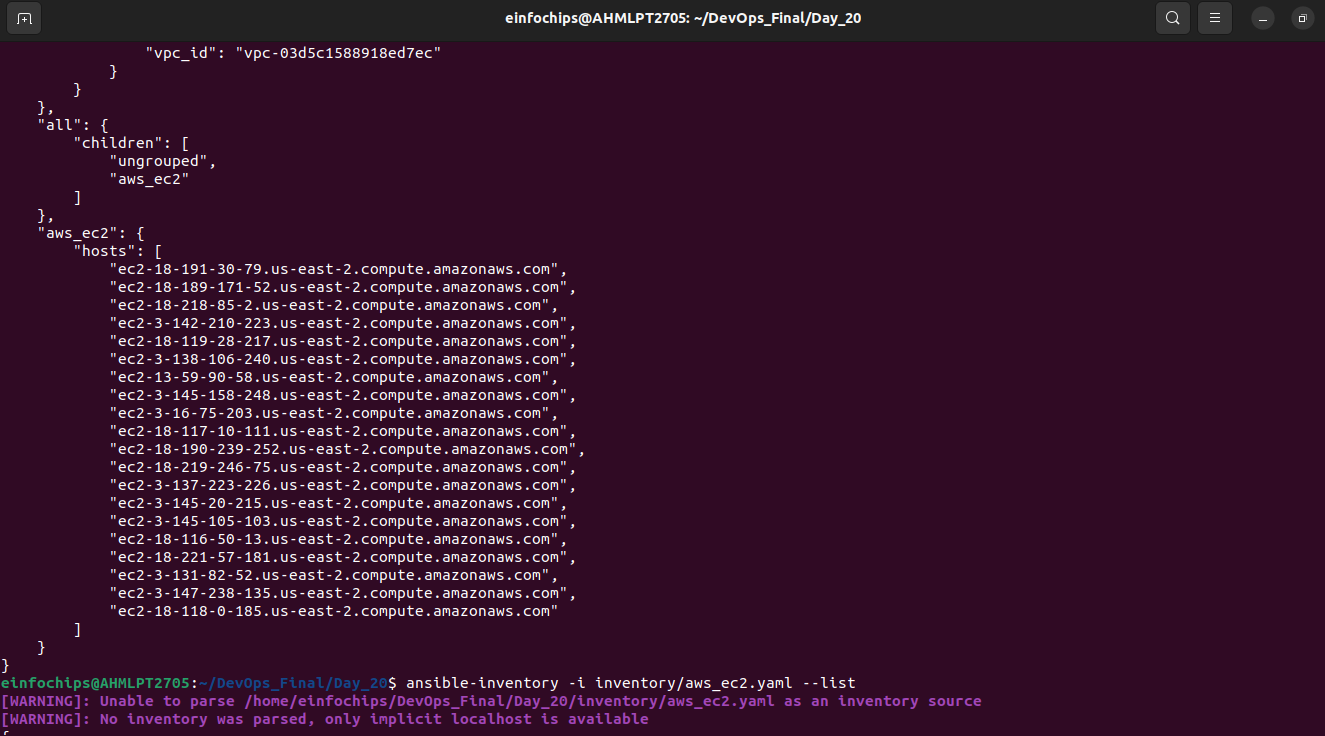 einfochips@AHMLPT2705: ~/DevOps_Final/Day_20
"vpc_id": "vpc-03d5c1588918ed7ec"
}
}
},
"all": {
"children": [
"ungrouped",
"aws_ec2"
]
},
"aws_ec2": {
"hosts": [
"ec2-18-191-30-79.us-east-2.compute.amazonaws.com",
"ec2-18-189-171-52.us-east-2.compute.amazonaws.com",
"ec2-18-218-85-2.us-east-2.compute.amazonaws.com",
"ec2-3-142-210-223.us-east-2.compute.amazonaws.com",
"ec2-18-119-28-217.us-east-2.compute.amazonaws.com",
"ec2-3-138-106-240.us-east-2.compute.amazonaws.com",
"ec2-13-59-90-58.us-east-2.compute.amazonaws.com",
"ec2-3-145-158-248.us-east-2.compute.amazonaws.com",
"ec2-3-16-75-203.us-east-2.compute.amazonaws.com",
"ec2-18-117-10-111.us-east-2.compute.amazonaws.com",
"ec2-18-190-239-252.us-east-2.compute.amazonaws.com",
"ec2-18-219-246-75.us-east-2.compute.amazonaws.com",
"ec2-3-137-223-226.us-east-2.compute.amazonaws.com",
"ec2-3-145-20-215.us-east-2.compute.amazonaws.com",
"ec2-3-145-105-103.us-east-2.compute.amazonaws.com",
"ec2-18-116-50-13.us-east-2.compute.amazonaws.com",
"ec2-18-221-57-181.us-east-2.compute.amazonaws.com",
"ec2-3-131-82-52.us-east-2.compute.amazonaws.com",
"ec2-3-147-238-135.us-east-2.compute.amazonaws.com",
"ec2-18-118-0-185.us-east-2.compute.amazonaws.com"
]
}
}
einfochips@AHMLPT2705:~/DevOps_Final/Day_20$ ansible-inventory -i inventory/aws_ec2.yaml --list
[WARNING]: Unable to parse /home/einfochips/DevOps_Final/Day_20/inventory/aws_ec2.yaml as an inventory source
[WARNING]: No inventory was parsed, only implicit localhost is available
{